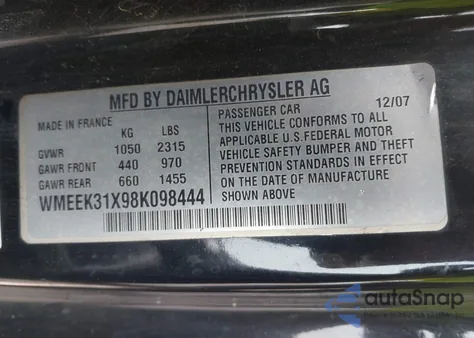 MFD BY DAIMLERCHRYSLER AG
MADE IN FRANCE
KG LBS
GVWR 1050 2315
GAWR FRONT 440 970
GAWR REAR 660 1455
WMEEK31X98K098444
PASSENGER CAR 12/07
THIS VEHICLE CONFORMS TO ALL
APPLICABLE U.S.FEDERAL MOTOR
VEHICLE SAFETY BUMPER AND THEFT
PREVENTION STANDARDS IN EFFECT
ON THE DATE OF MANUFACTURE
SHOWN ABOVE
autoSnap